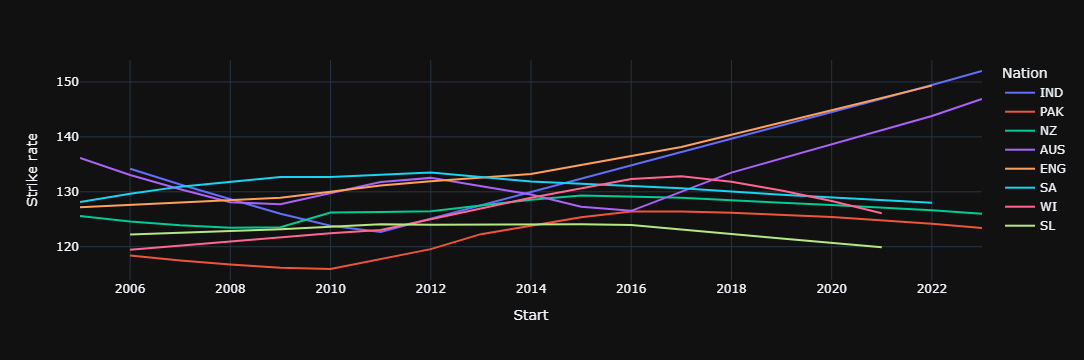 Nation
IND
PAK
NZ
AUS
ENG
SA
WI
SL
150
140
130
120
Strike rate
2006 2008 2010 2012 2014 2016 2018 2020 2022
Start